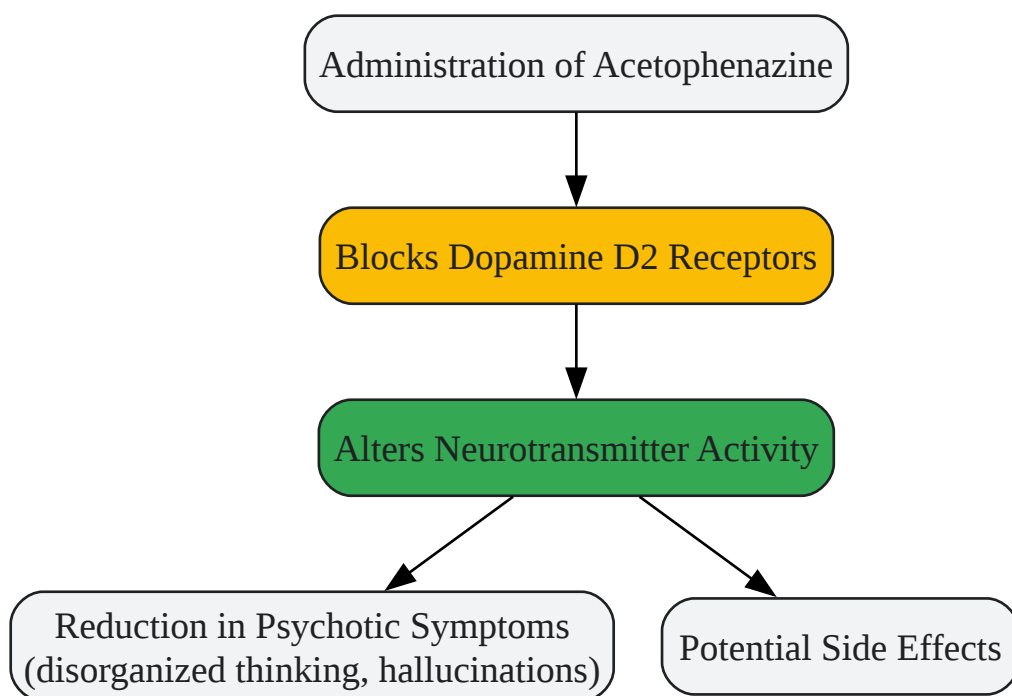 Administration of Acetophenazine
Blocks Dopamine D2 Receptors
Alters Neurotransmitter Activity
Reduction in Psychotic Symptoms
(disorganized thinking, hallucinations)
Potential Side Effects